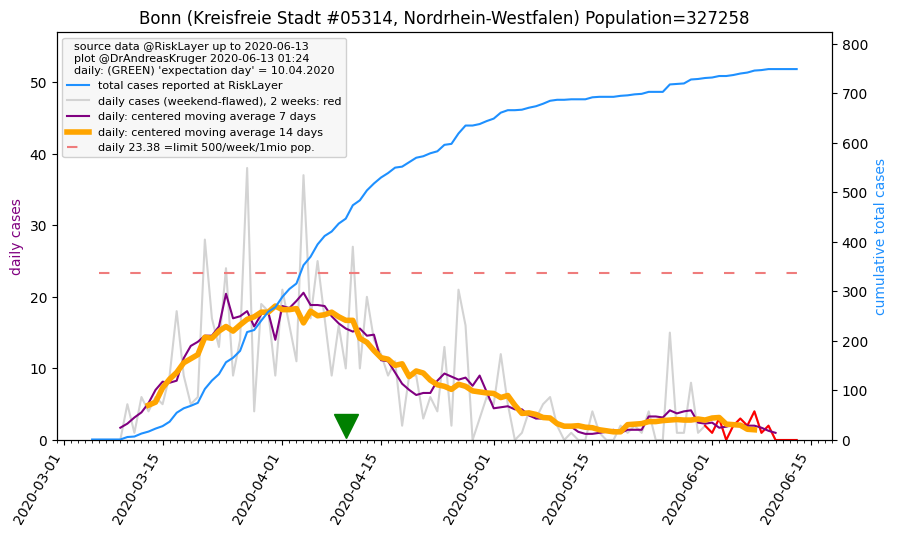 Bonn (Kreisfreie Stadt #05314, Nordrhein-Westfalen) Population=327258
source data @RiskLayer up to 2020-06-13
plot @DrAndreasKruger 2020-06-13 01:24
daily: (GREEN) 'expectation day' = 10.04.2020
total cases reported at RiskLayer
daily cases (weekend-flawed), 2 weeks: red
daily: centered moving average 7 days
daily: centered moving average 14 days
daily 23.38 =limit 500/week/1mio pop.
daily cases
50
40
30
20
10
0
cumulative total cases
800
700
600
500
400
300
200
100
0
2020-03-01
2020-03-15
2020-04-01
2020-04-15
2020-05-01
2020-05-15
2020-06-01
2020-06-15